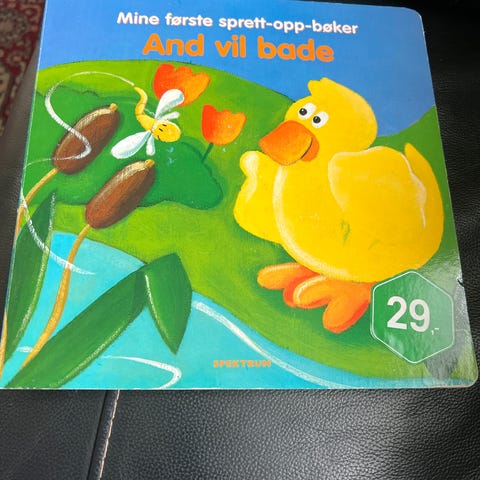 Mine første sprett-opp-bøker
And vil bade
29.-
SPEKTRUM